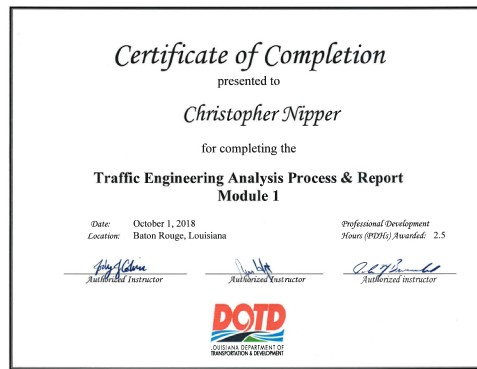 Certificate of Completion
presented to
Christopher Nipper
for completing the
Traffic Engineering Analysis Process & Report
Module 1
Date: October 1, 2018
Location: Baton Rouge, Louisiana
Professional Development
Hours (PDHs) Awarded: 2.5
Authorized Instructor
Authorized Instructor
Authorized instructor
DOTD
LOUISIANA DEPARTMENT OF
TRANSPORTATION & DEVELOPMENT